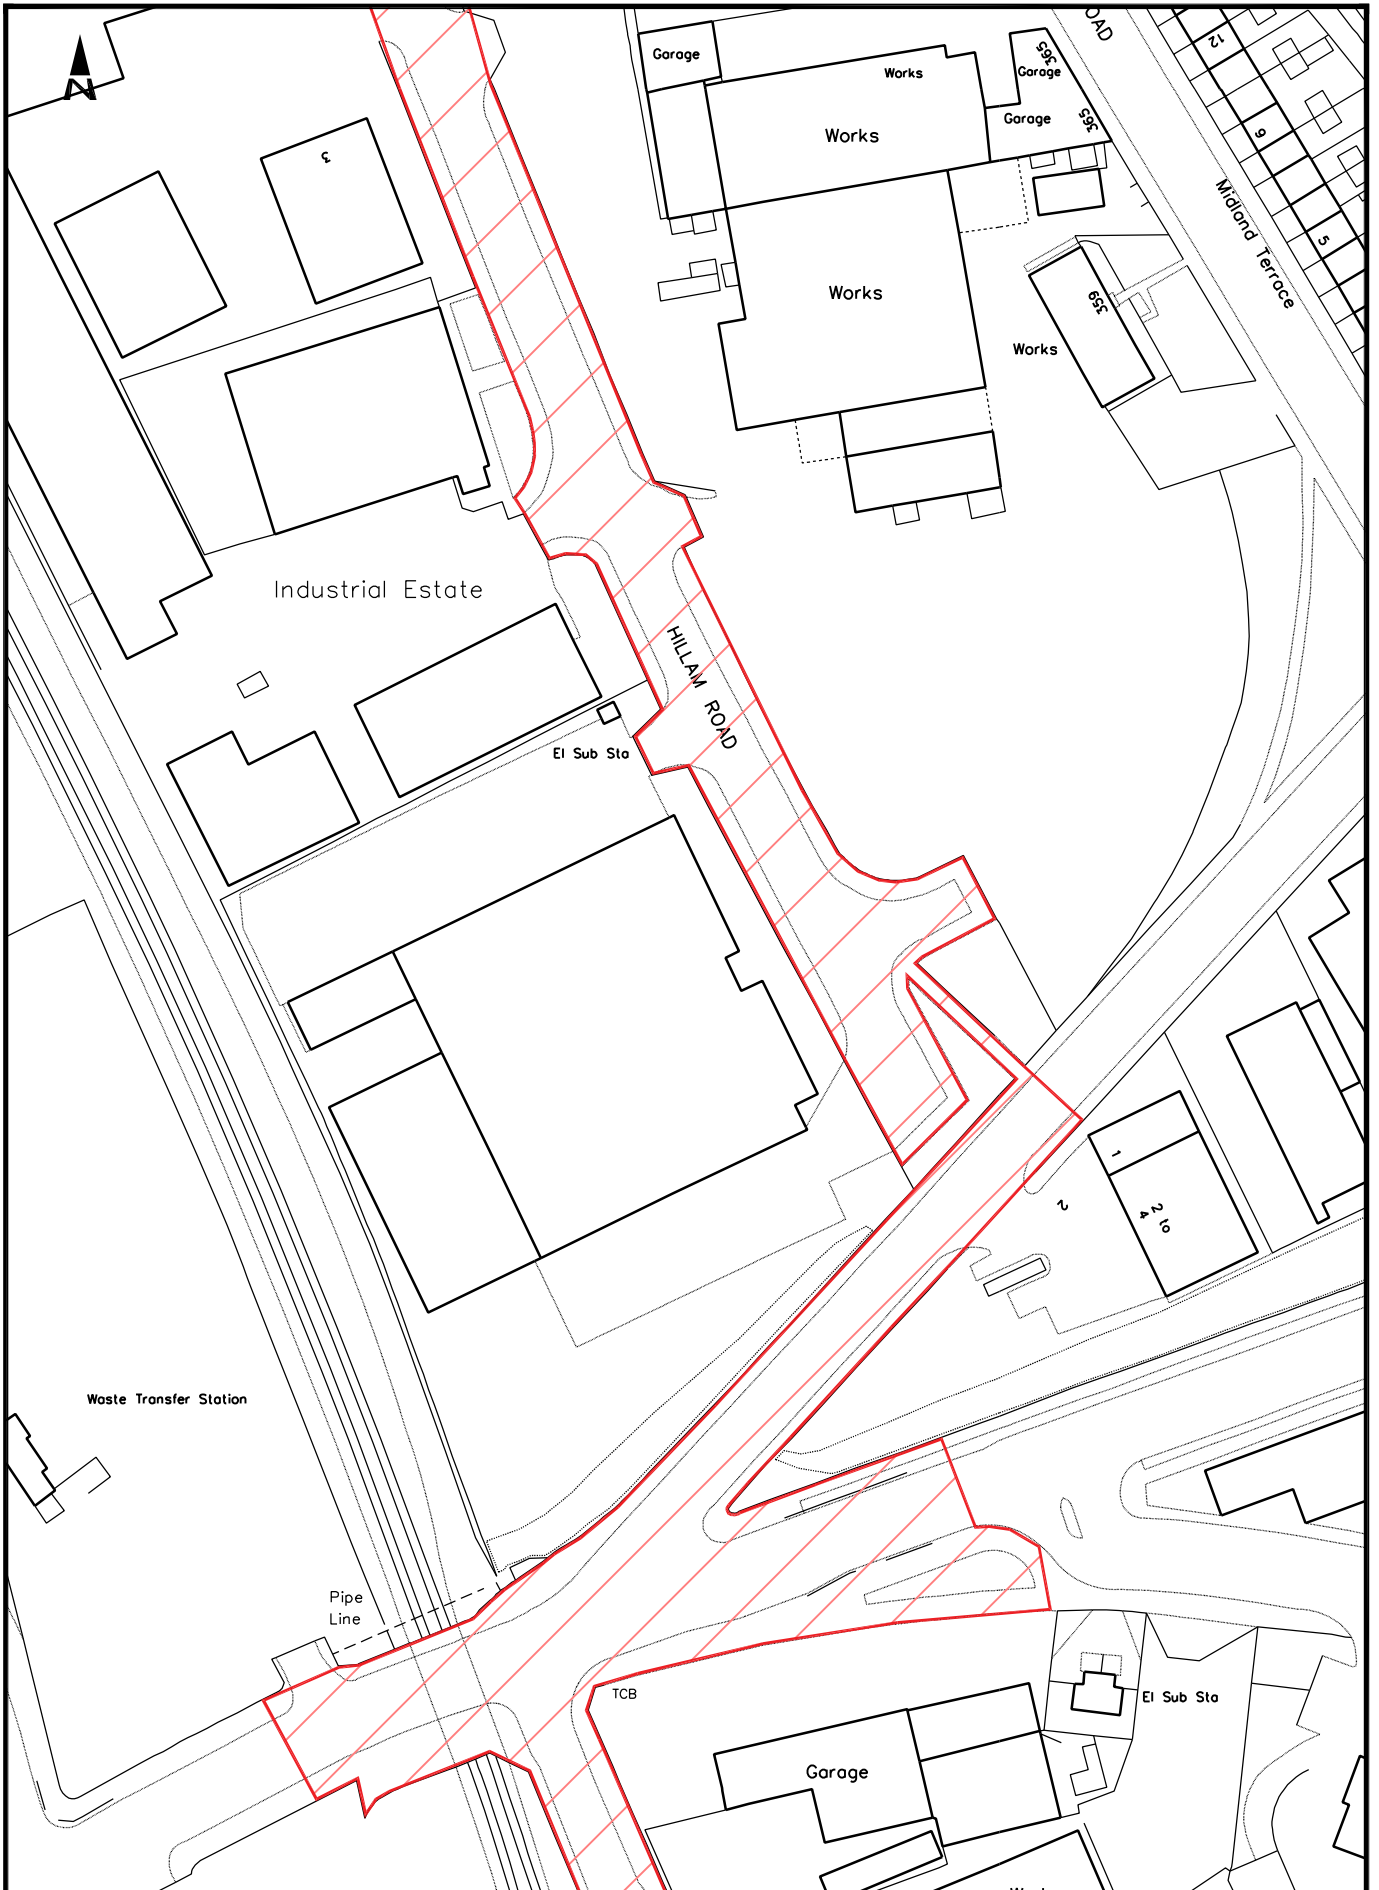 N
OAD
12
Garage
Works
365
Garage
Works
Garage
365
9
3
Midland Terrace
5
Works
359
Works
Industrial Estate
HILLAM ROAD
El Sub Sta
1
2 to
4
2
Waste Transfer Station
Pipe
Line
TCB
El Sub Sta
Garage